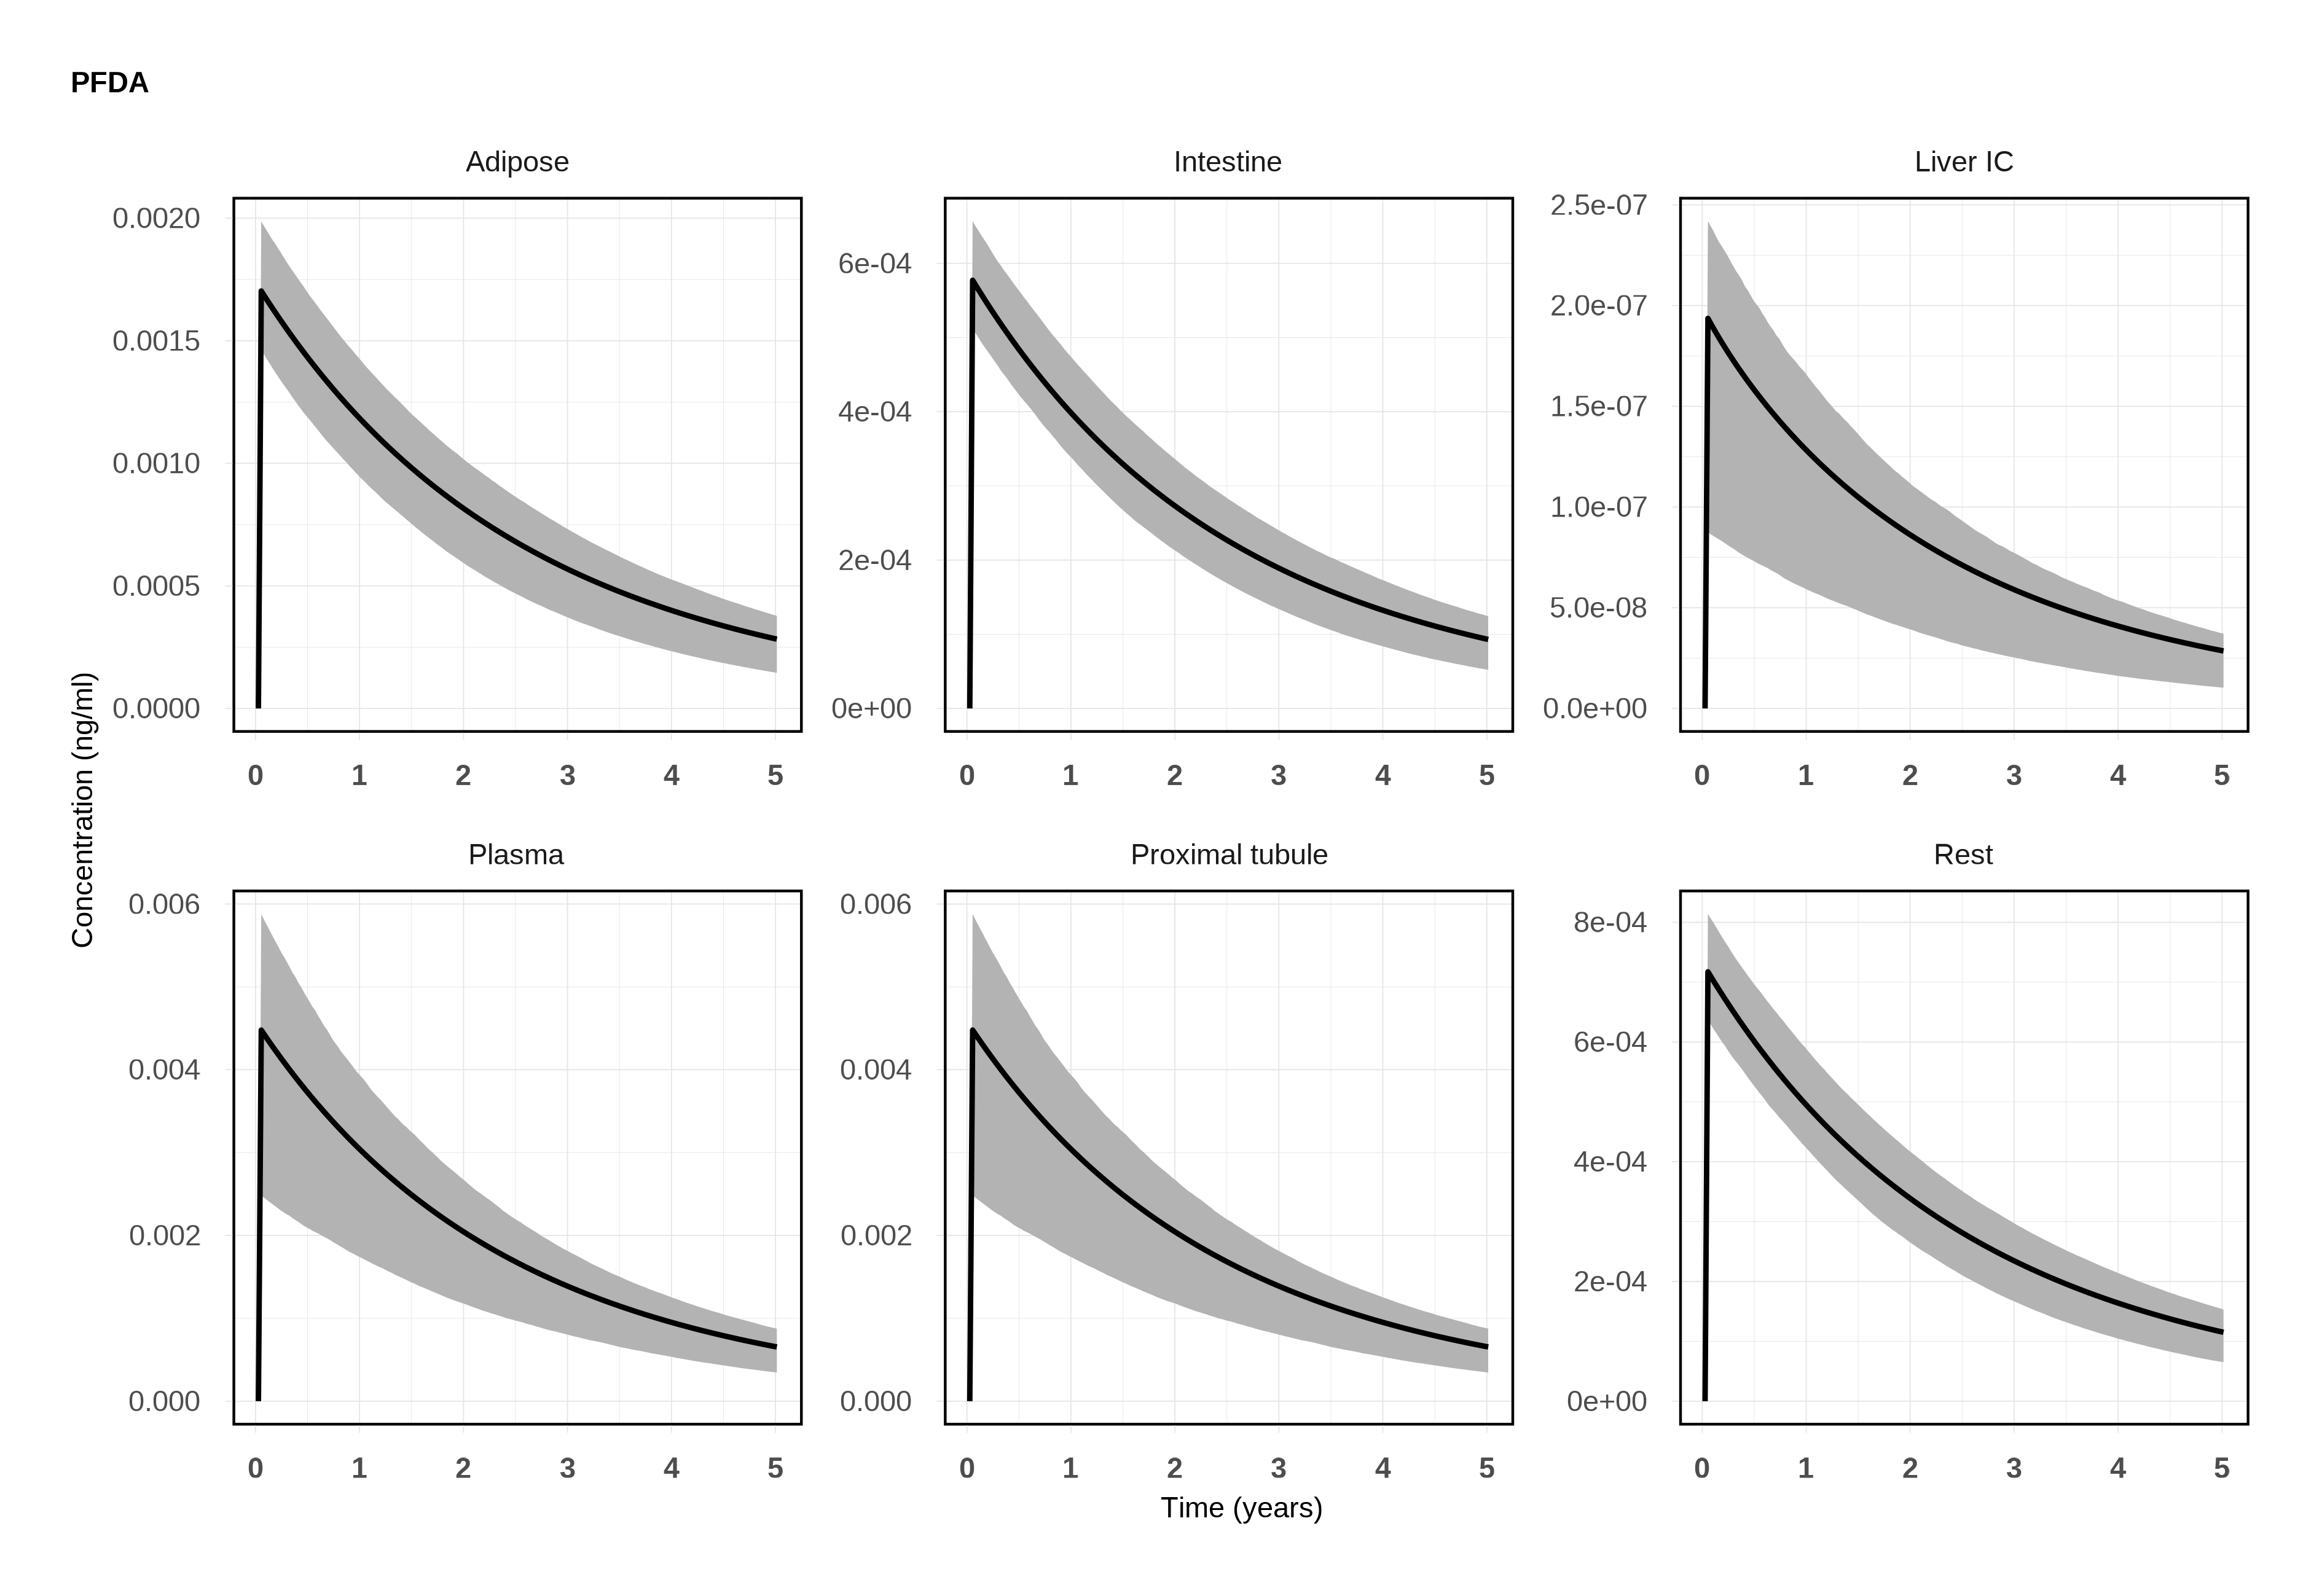 PFDA
Adipose
Intestine
Liver IC
0.0020
0.0015
0.0010
0.0005
0.0000
6e-04
4e-04
2e-04
0e+00
2.5e-07
2.0e-07
1.5e-07
1.0e-07
5.0e-08
0.0e+00
0 1 2 3 4 5
0 1 2 3 4 5
0 1 2 3 4 5
Concentration (ng/ml)
Plasma
Proximal tubule
Rest
0.006
0.004
0.002
0.000
0.006
0.004
0.002
0.000
8e-04
6e-04
4e-04
2e-04
0e+00
0 1 2 3 4 5
0 1 2 3 4 5
0 1 2 3 4 5
Time (years)